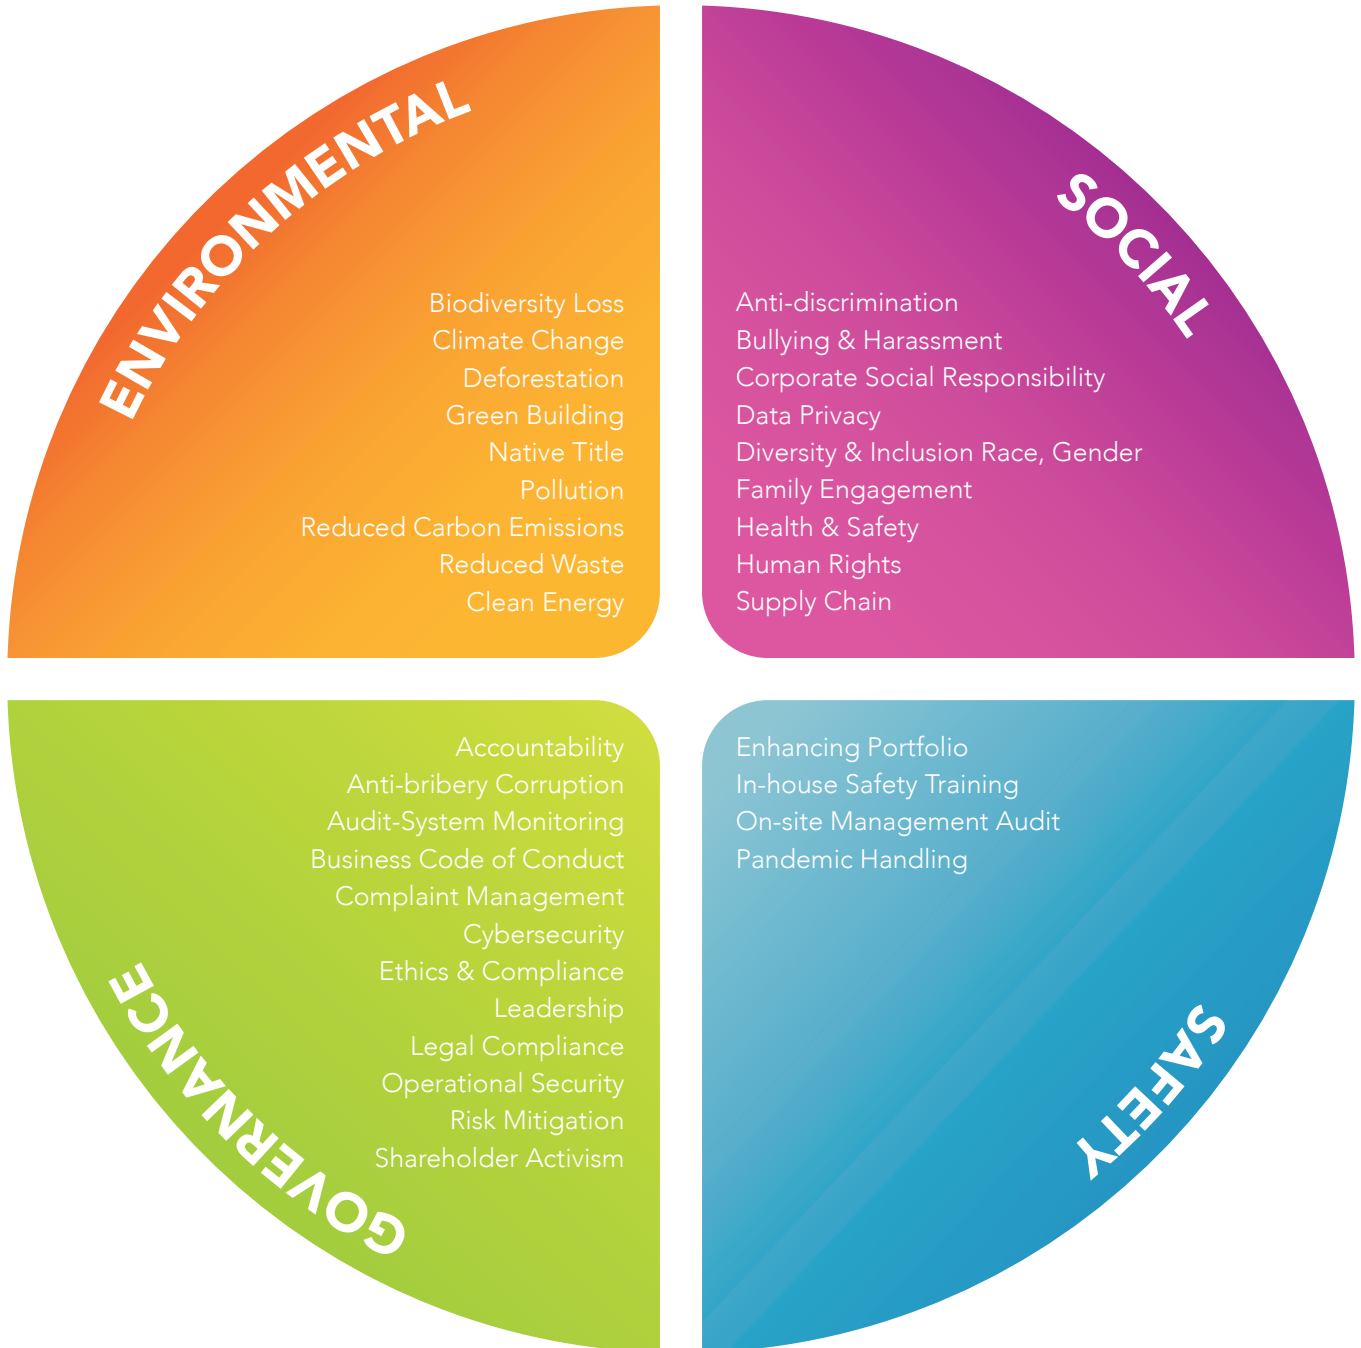 ENVIRONMENTAL
Biodiversity Loss
Climate Change
Deforestation
Green Building
Native Title
Pollution
Reduced Carbon Emissions
Reduced Waste
Clean Energy
SOCIAL
Anti-discrimination
Bullying & Harassment
Corporate Social Responsibility
Data Privacy
Diversity & Inclusion Race, Gender
Family Engagement
Health & Safety
Human Rights
Supply Chain
GOVERNANCE
Accountability
Anti-bribery Corruption
Audit-System Monitoring
Business Code of Conduct
Complaint Management
Cybersecurity
Ethics & Compliance
Leadership
Legal Compliance
Operational Security
Risk Mitigation
Shareholder Activism
SAFETY
Enhancing Portfolio
In-house Safety Training
On-site Management Audit
Pandemic Handling